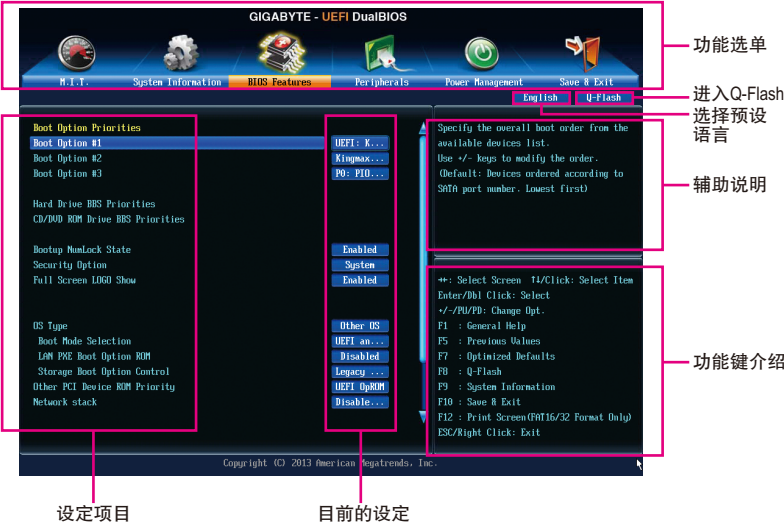 GIGABYTE - UEFI DualBIOS
M.I.T.
System Information
BIOS Features
Peripherals
Power Management
Save & Exit
功能选单
English
Q-Flash
进入Q-Flash
选择预设
语言
Boot Option Priorities
Boot Option #1
UEFI: K...
Boot Option #2
Kingmax...
Boot Option #3
P0: PIO...
Hard Drive BBS Priorities
CD/DVD ROM Drive BBS Priorities
Bootup NumLock State
Enabled
Security Option
System
Full Screen LOGO Show
Enabled
OS Type
Other OS
Boot Mode Selection
UEFI an...
LAN PXE Boot Option ROM
Disabled
Storage Boot Option Control
Legacy ...
Other PCI Device ROM Priority
UEFI OpROM
Network stack
Disable...
Specify the overall boot order from the
available devices list.
Use +/- keys to modify the order.
(Default: Devices ordered according to
SATA port number. Lowest first)
辅助说明
→←: Select Screen ↑↓/Click: Select Item
Enter/Dbl Click: Select
+/-/PU/PD: Change Opt.
F1 : General Help
F5 : Previous Values
F7 : Optimized Defaults
F8 : Q-Flash
F9 : System Information
F10 : Save & Exit
F12 : Print Screen(FAT16/32 Format Only)
ESC/Right Click: Exit
功能键介绍
Copyright (C) 2013 American Megatrends, Inc.
设定项目
目前的设定